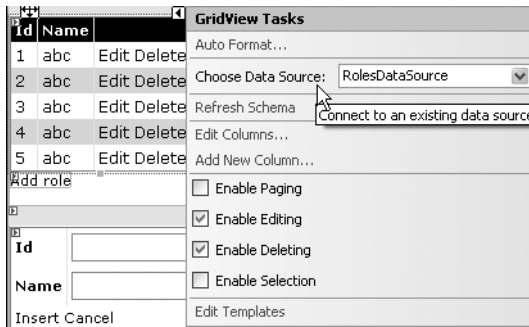 Id Name
1 abc Edit Delete
2 abc Edit Delete
3 abc Edit Delete
4 abc Edit Delete
5 abc Edit Delete
Add role
Id
Name
Insert Cancel
GridView Tasks
Auto Format...
Choose Data Source: RolesDataSource
Refresh Schema
Connect to an existing data source
Edit Columns...
Add New Column...
Enable Paging
Enable Editing
Enable Deleting
Enable Selection
Edit Templates